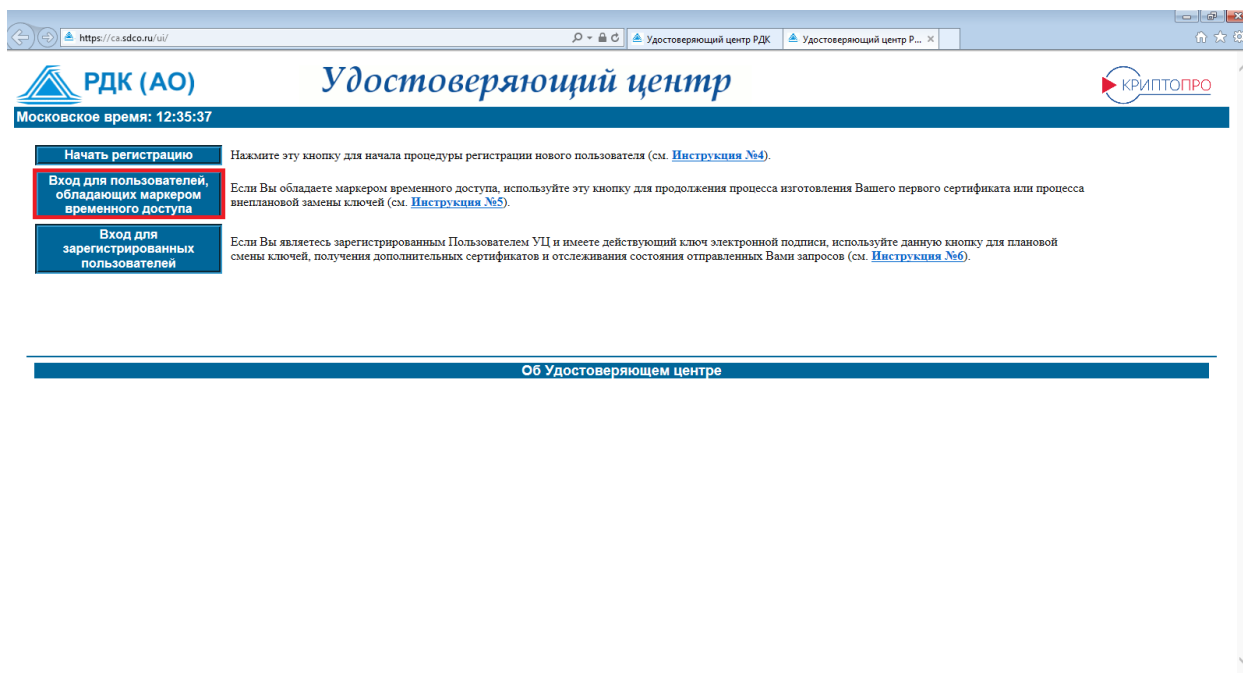 https://ca.sdco.ru/ui/
Удостоверяющий центр РДК
Удостоверяющий центр Р...
РДК (АО)
Удостоверяющий центр
КРИПТОПРО
Московское время: 12:35:37
Начать регистрацию
Нажмите эту кнопку для начала процедуры регистрации нового пользователя (см. Инструкция №4).
Вход для пользователей,
обладающих маркером
временного доступа
Если Вы обладаете маркером временного доступа, используйте эту кнопку для продолжения процесса изготовления Вашего первого сертификата или процесса
внеплановой замены ключей (см. Инструкция №5).
Вход для
зарегистрированных
пользователей
Если Вы являетесь зарегистрированным Пользователем УЦ и имеете действующий ключ электронной подписи, используйте данную кнопку для плановой
смены ключей, получения дополнительных сертификатов и отслеживания состояния отправленных Вами запросов (см. Инструкция №6).
Об Удостоверяющем центре